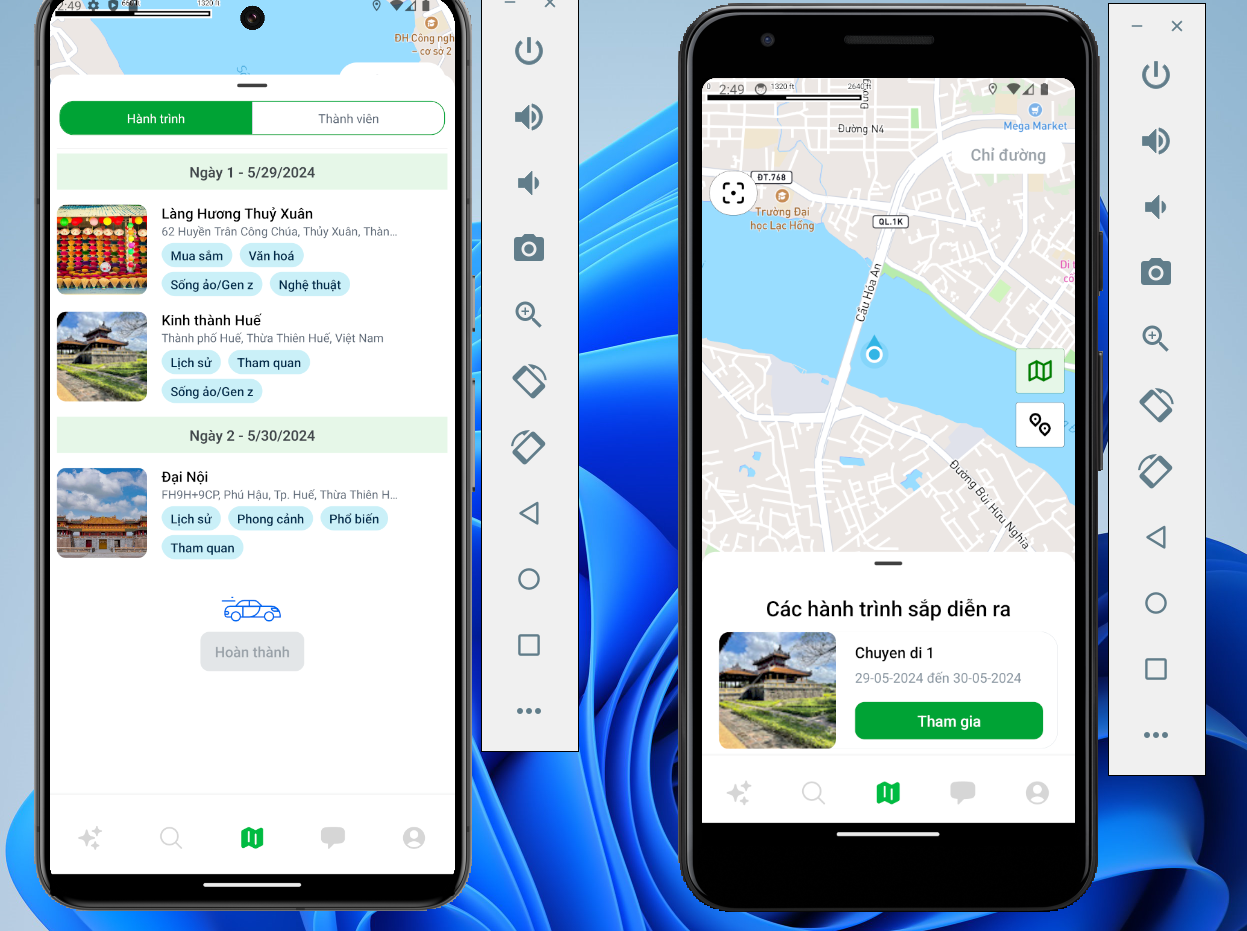 2:49
1320 ft
ĐH Công ngh
- cơ sở 2
Hành trình
Thành viên
Ngày 1 - 5/29/2024
Làng Hương Thuỷ Xuân
62 Huyền Trân Công Chúa, Thủy Xuân, Thàn...
Mua sắm
Văn hoá
Sống ảo/Gen z
Nghệ thuật
Kinh thành Huế
Thành phố Huế, Thừa Thiên Huế, Việt Nam
Lịch sử
Tham quan
Sống ảo/Gen z
Ngày 2 - 5/30/2024
Đại Nội
FH9H+9CP, Phú Hậu, Tp. Huế, Thừa Thiên H...
Lịch sử
Phong cảnh
Phổ biến
Tham quan
Hoàn thành
0
2:49
1320 ft
2640 ft
Đường N4
Mega Market
Chỉ đường
ĐT.768
Trường Đại
học Lạc Hồng
QL.1K
Cầu Hóa An
Đường Bùi Hữu Nghĩa
Các hành trình sắp diễn ra
Chuyen di 1
29-05-2024 đến 30-05-2024
Tham gia